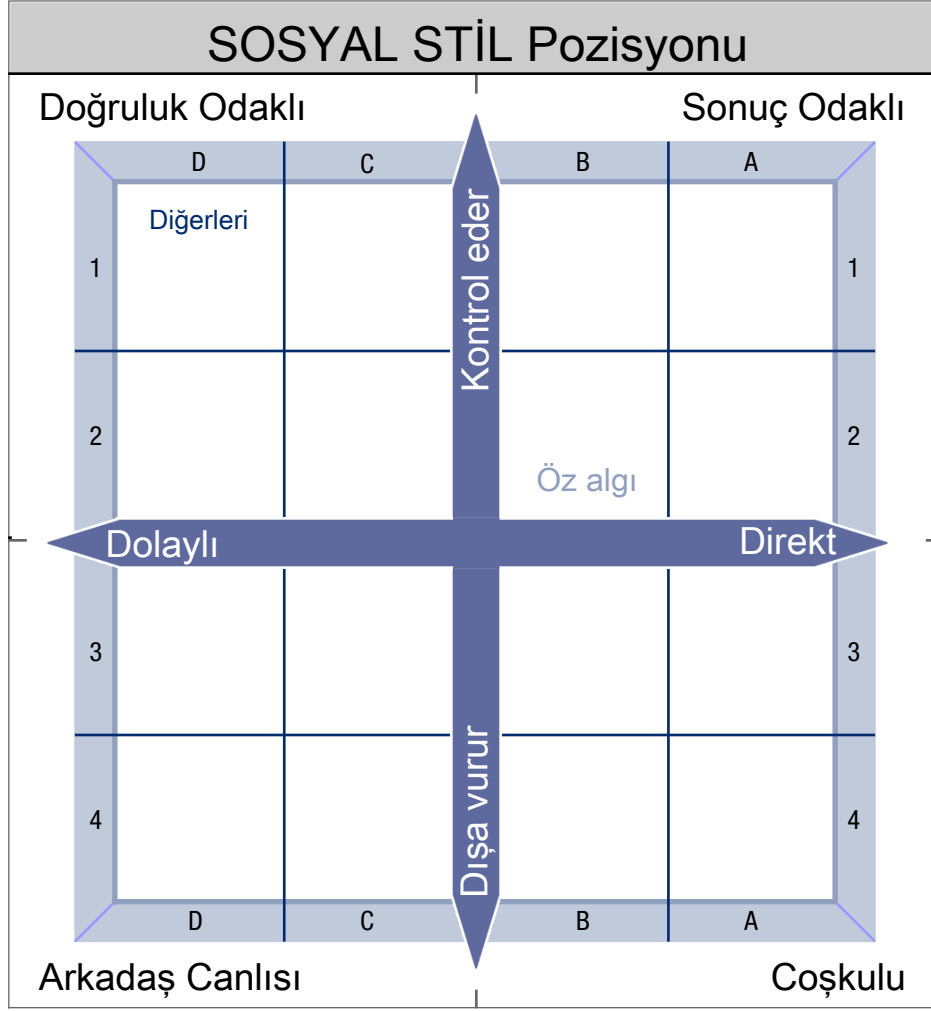 SOSYAL STİL Pozisyonu
Doğruluk Odaklı
Sonuç Odaklı
D
C
B
A
Diğerleri
Kontrol eder
1
1
2
2
Öz algı
Dolaylı
Direkt
3
3
Dışa vurur
4
4
D
C
B
A
Arkadaş Canlısı
Coşkulu